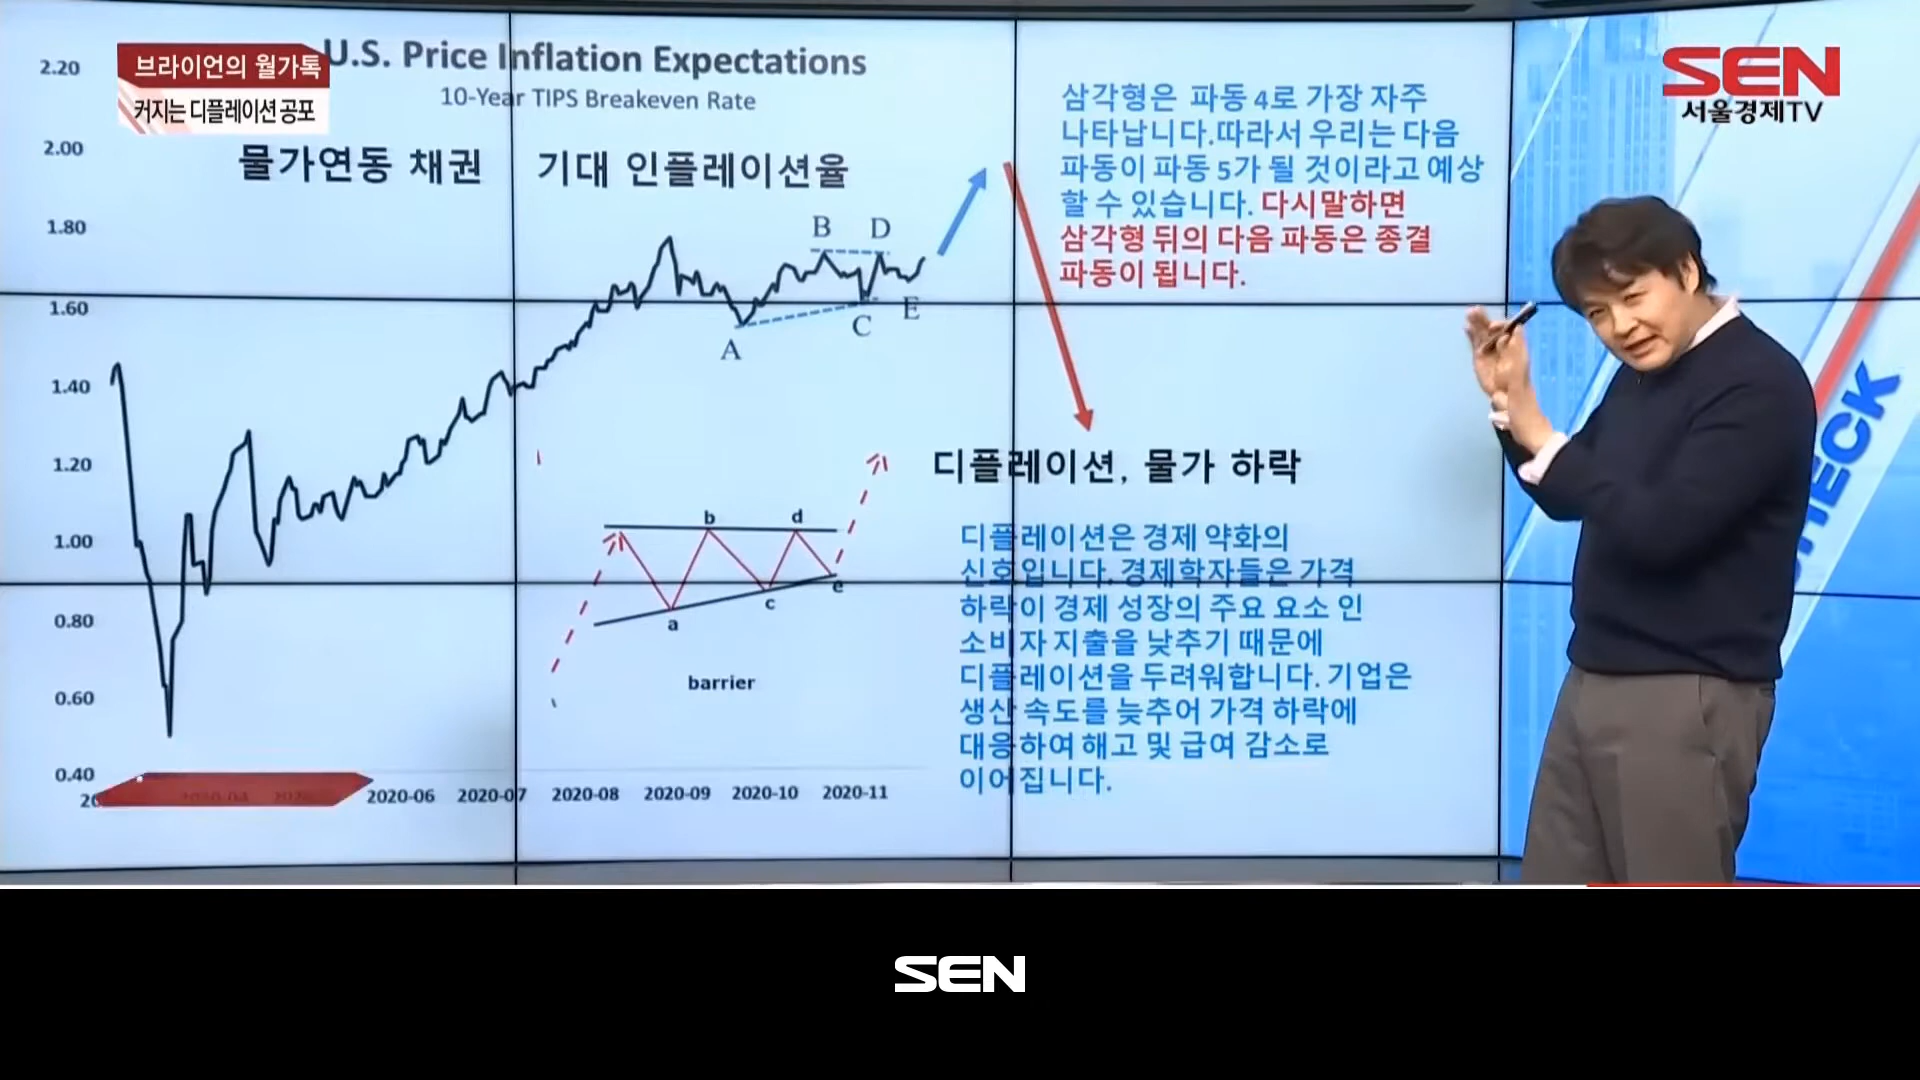 브라이언의 월가톡
커지는 디플레이션 공포
U.S. Price Inflation Expectations
10-Year TIPS Breakeven Rate
물가연동 채권 기대 인플레이션율
2.20
2.00
1.80
1.60
1.40
1.20
1.00
0.80
0.60
0.40
B
D
A
C
E
b
d
a
c
e
barrier
2020-06
2020-07
2020-08
2020-09
2020-10
2020-11
삼각형은 파동 4로 가장 자주
나타납니다.따라서 우리는 다음
파동이 파동 5가 될 것이라고 예상
할 수 있습니다. 다시말하면
삼각형 뒤의 다음 파동은 종결
파동이 됩니다.
디플레이션, 물가 하락
디플레이션은 경제 약화의
신호입니다. 경제학자들은 가격
하락이 경제 성장의 주요 요소 인
소비자 지출을 낮추기 때문에
디플레이션을 두려워합니다. 기업은
생산 속도를 늦추어 가격 하락에
대응하여 해고 및 급여 감소로
이어집니다.
SEN
서울경제TV
CHECK
SEN